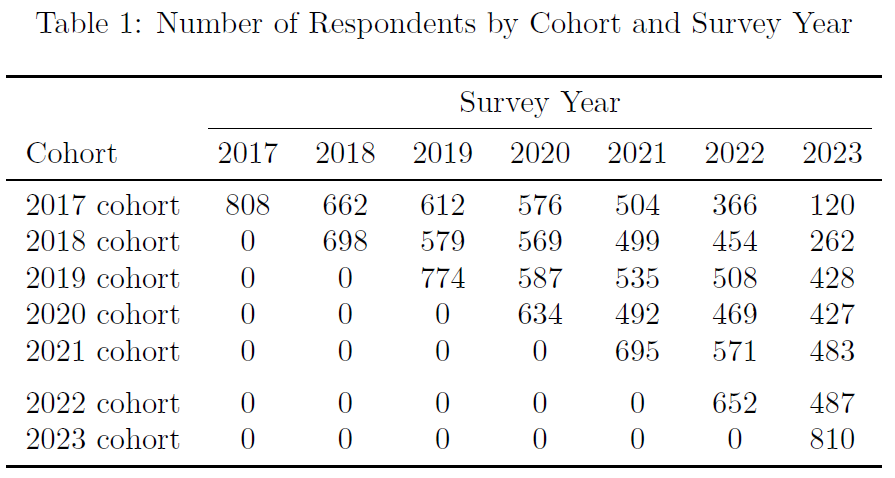 Table 1: Number of Respondents by Cohort and Survey Year
Survey Year
Cohort 2017 2018 2019 2020 2021 2022 2023
2017 cohort 808 662 612 576 504 366 120
2018 cohort 0 698 579 569 499 454 262
2019 cohort 0 0 774 587 535 508 428
2020 cohort 0 0 0 634 492 469 427
2021 cohort 0 0 0 0 695 571 483
2022 cohort 0 0 0 0 0 652 487
2023 cohort 0 0 0 0 0 0 810